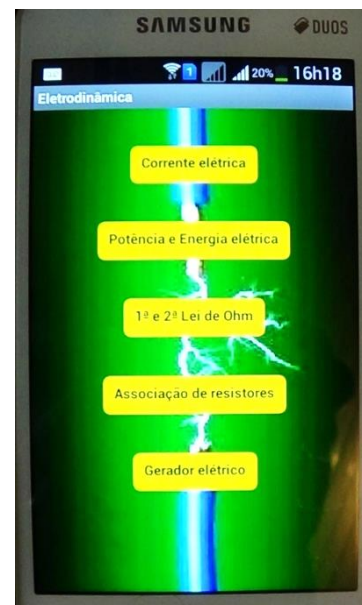 SAMSUNG DUOS
1 20% 16h18
Eletrodinâmica
Corrente elétrica
Potência e Energia elétrica
1ª e 2ª Lei de Ohm
Associação de resistores
Gerador elétrico